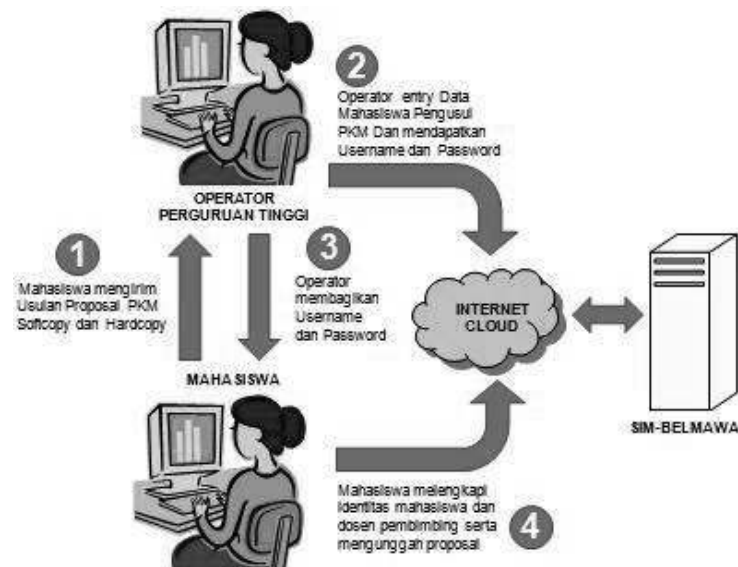 2
Operator entry Data
Mahasiswa Pengusul
PKM Dan mendapatkan
Username dan Password
OPERATOR
PERGURUAN TINGGI
1
Mahasiswa mengirim
Usulan Proposal PKM
Softcopy dan Hardcopy
3
Operator
membagikan
Username
dan Password
INTERNET
CLOUD
SIM-BELMAWA
MAHASISWA
Mahasiswa melengkapi
identitas mahasiswa dan
dosen pembimbing serta
mengunggah proposal
4